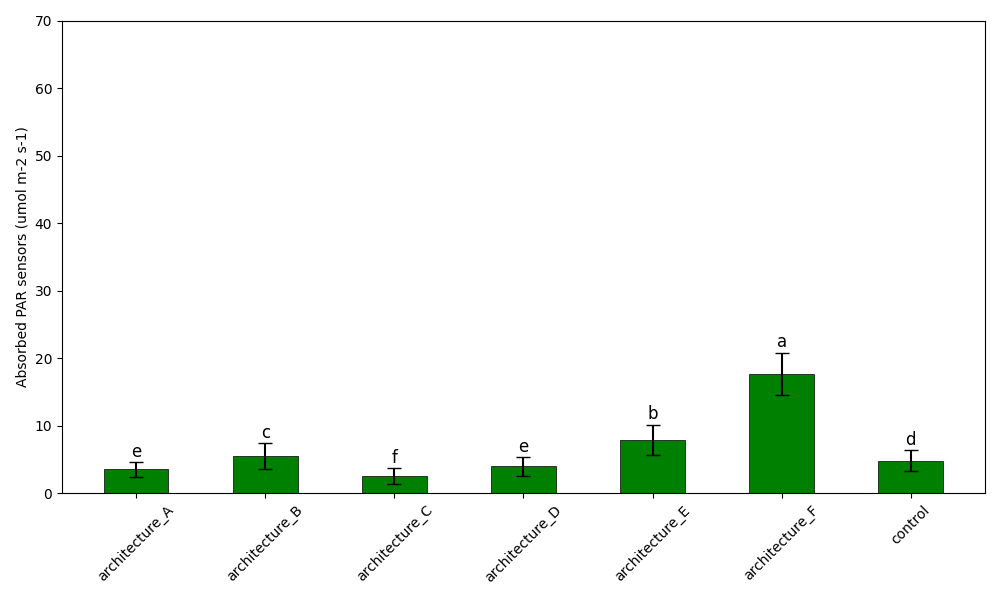 Absorbed PAR sensors (umol m-2 s-1)
70
60
50
40
30
20
10
0
e
c
f
e
b
a
d
architecture_A
architecture_B
architecture_C
architecture_D
architecture_E
architecture_F
control